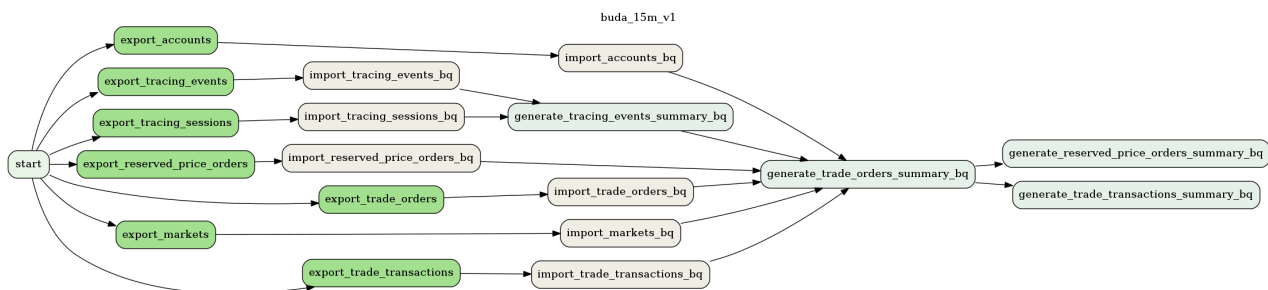 buda_15m_v1
export_accounts
import_accounts_bq
export_tracing_events
import_tracing_events_bq
export_tracing_sessions
import_tracing_sessions_bq
generate_tracing_events_summary_bq
start
export_reserved_price_orders
import_reserved_price_orders_bq
generate_trade_orders_summary_bq
generate_reserved_price_orders_summary_bq
generate_trade_transactions_summary_bq
export_trade_orders
import_trade_orders_bq
export_markets
import_markets_bq
export_trade_transactions
import_trade_transactions_bq